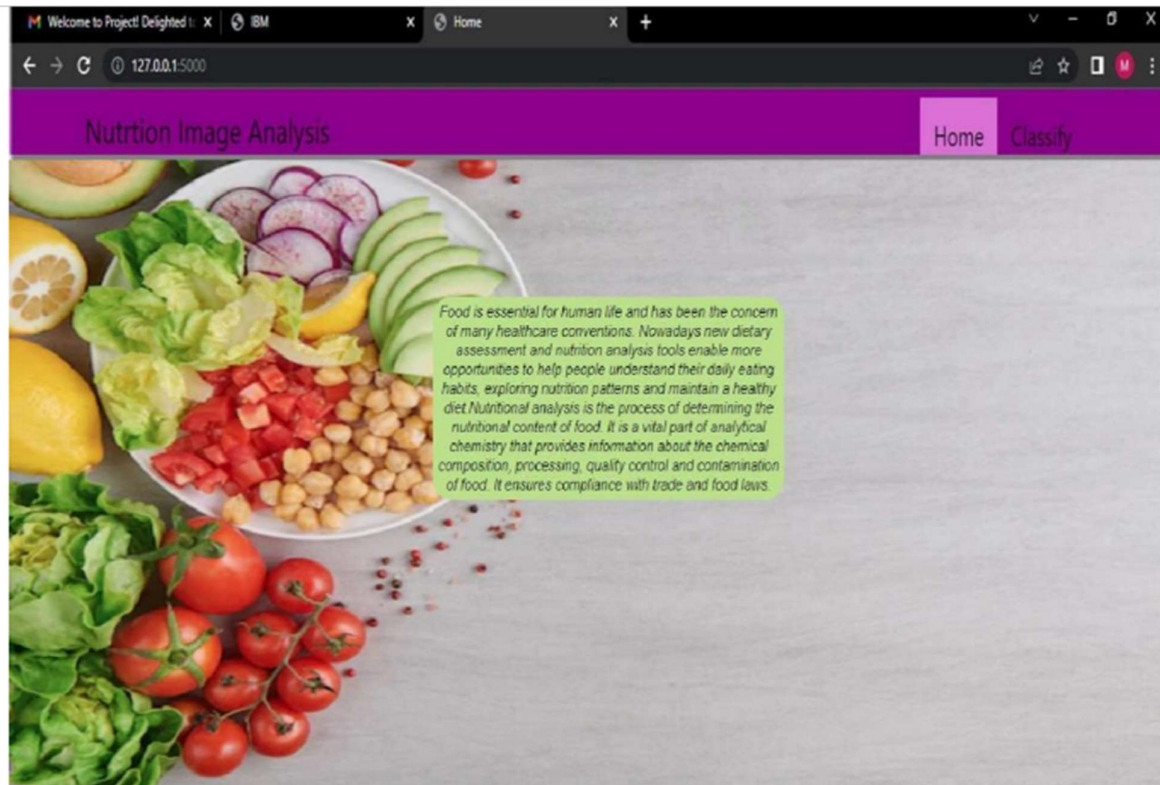 Welcome to Project! Delighted t
IBM
Home
127.0.0.1:5000
M
Nutrtion Image Analysis
Home
Classify
Food is essential for human life and has been the concern
of many healthcare conventions. Nowadays new dietary
assessment and nutrition analysis tools enable more
opportunities to help people understand their daily eating
habits, exploring nutrition patterns and maintain a healthy
diet.Nutritional analysis is the process of determining the
nutritional content of food. It is a vital part of analytical
chemistry that provides information about the chemical
composition, processing, quality control and contamination
of food. It ensures compliance with trade and food laws.